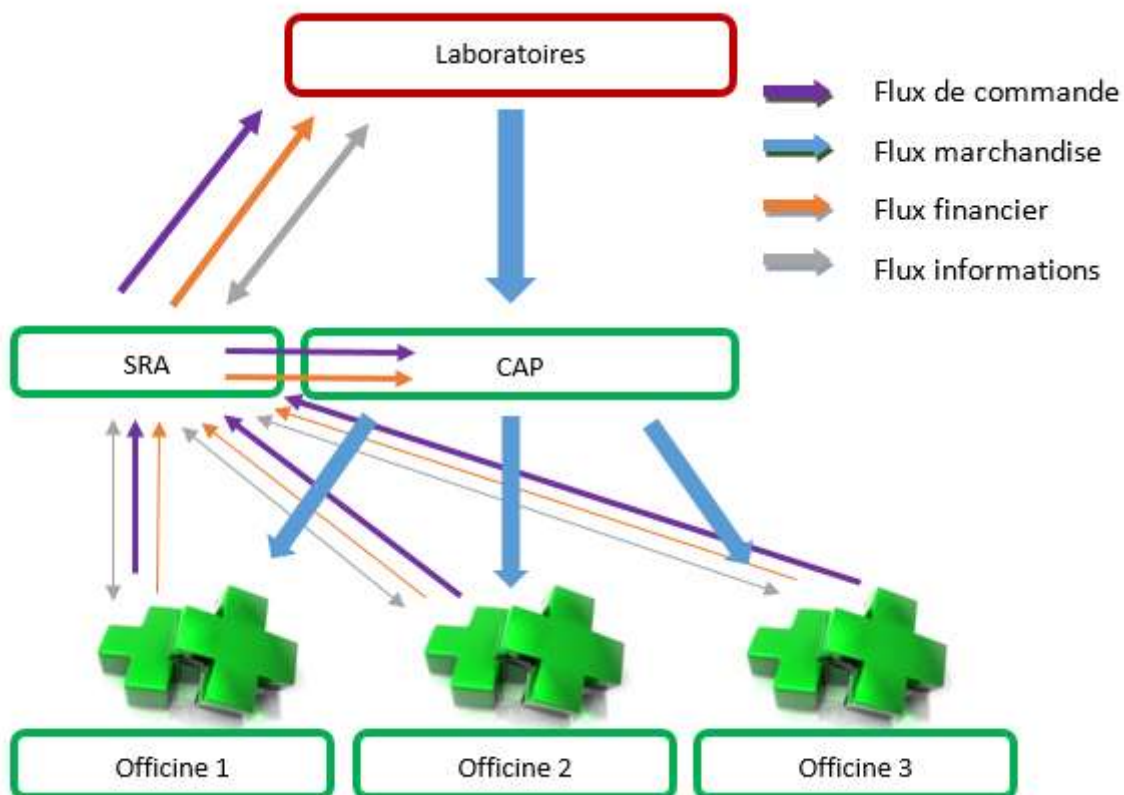 Laboratoires
Flux de commande
Flux marchandise
Flux financier
Flux informations
SRA
CAP
Officine 1
Officine 2
Officine 3